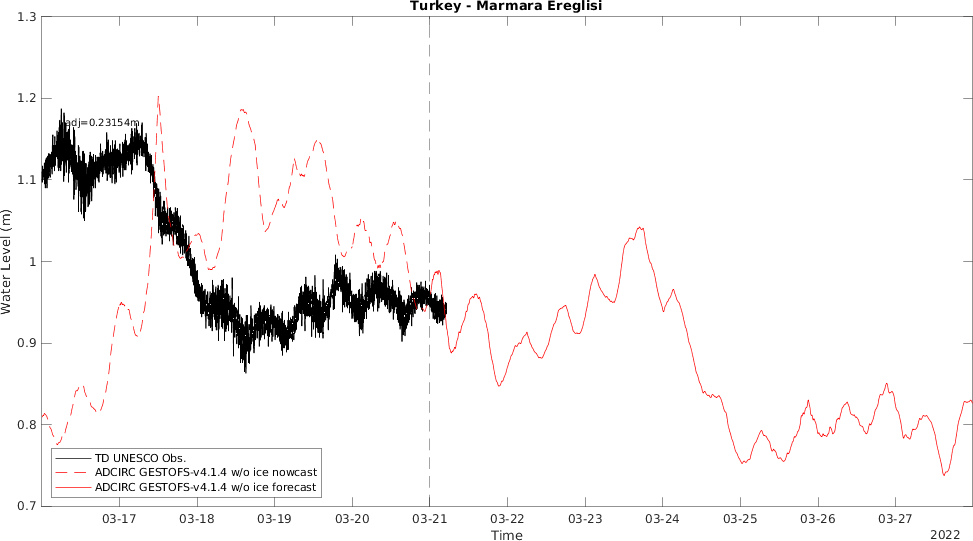 Turkey - Marmara Ereglisi
1.3
1.2
1.1
1
0.9
0.8
0.7
Water Level (m)
adj=0.23154m
TD UNESCO Obs.
ADCIRC GESTOFS-v4.1.4 w/o ice nowcast
ADCIRC GESTOFS-v4.1.4 w/o ice forecast
03-17 03-18 03-19 03-20 03-21 03-22 03-23 03-24 03-25 03-26 03-27
Time
2022